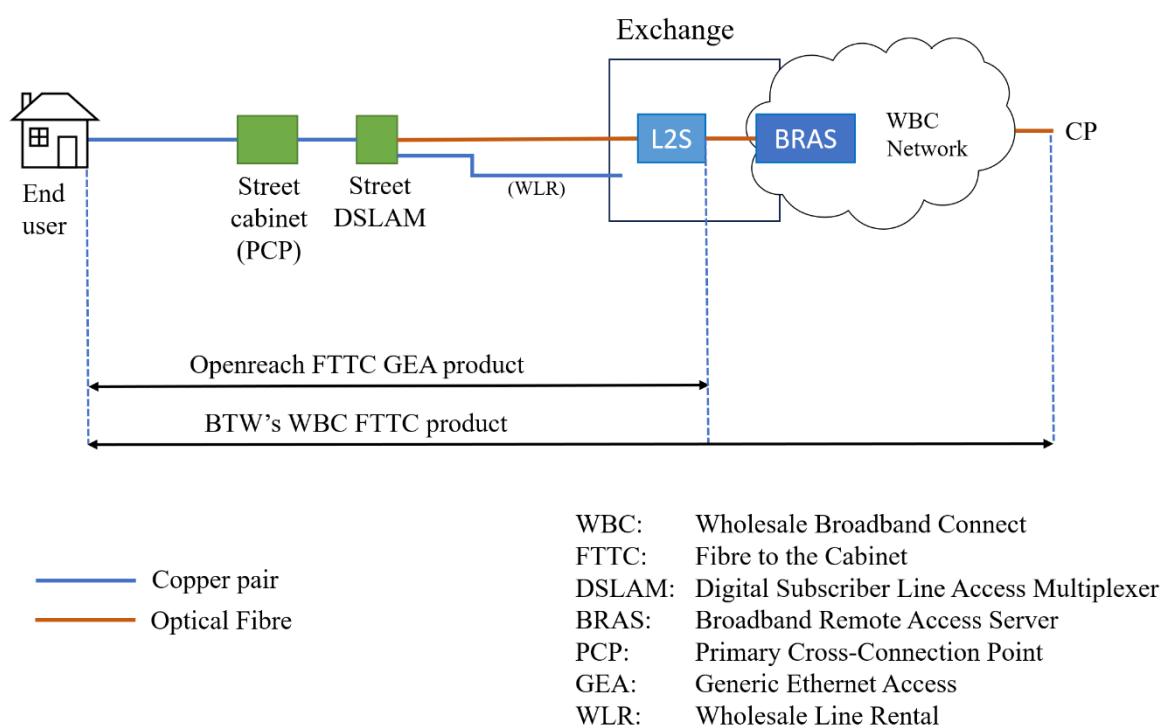 Exchange
L2S
BRAS
WBC
Network
CP
End
user
Street
cabinet
(PCP)
Street
DSLAM
(WLR)
Openreach FTTC GEA product
BTW’s WBC FTTC product
Copper pair
Optical Fibre
WBC: Wholesale Broadband Connect
FTTC: Fibre to the Cabinet
DSLAM: Digital Subscriber Line Access Multiplexer
BRAS: Broadband Remote Access Server
PCP: Primary Cross-Connection Point
GEA: Generic Ethernet Access
WLR: Wholesale Line Rental